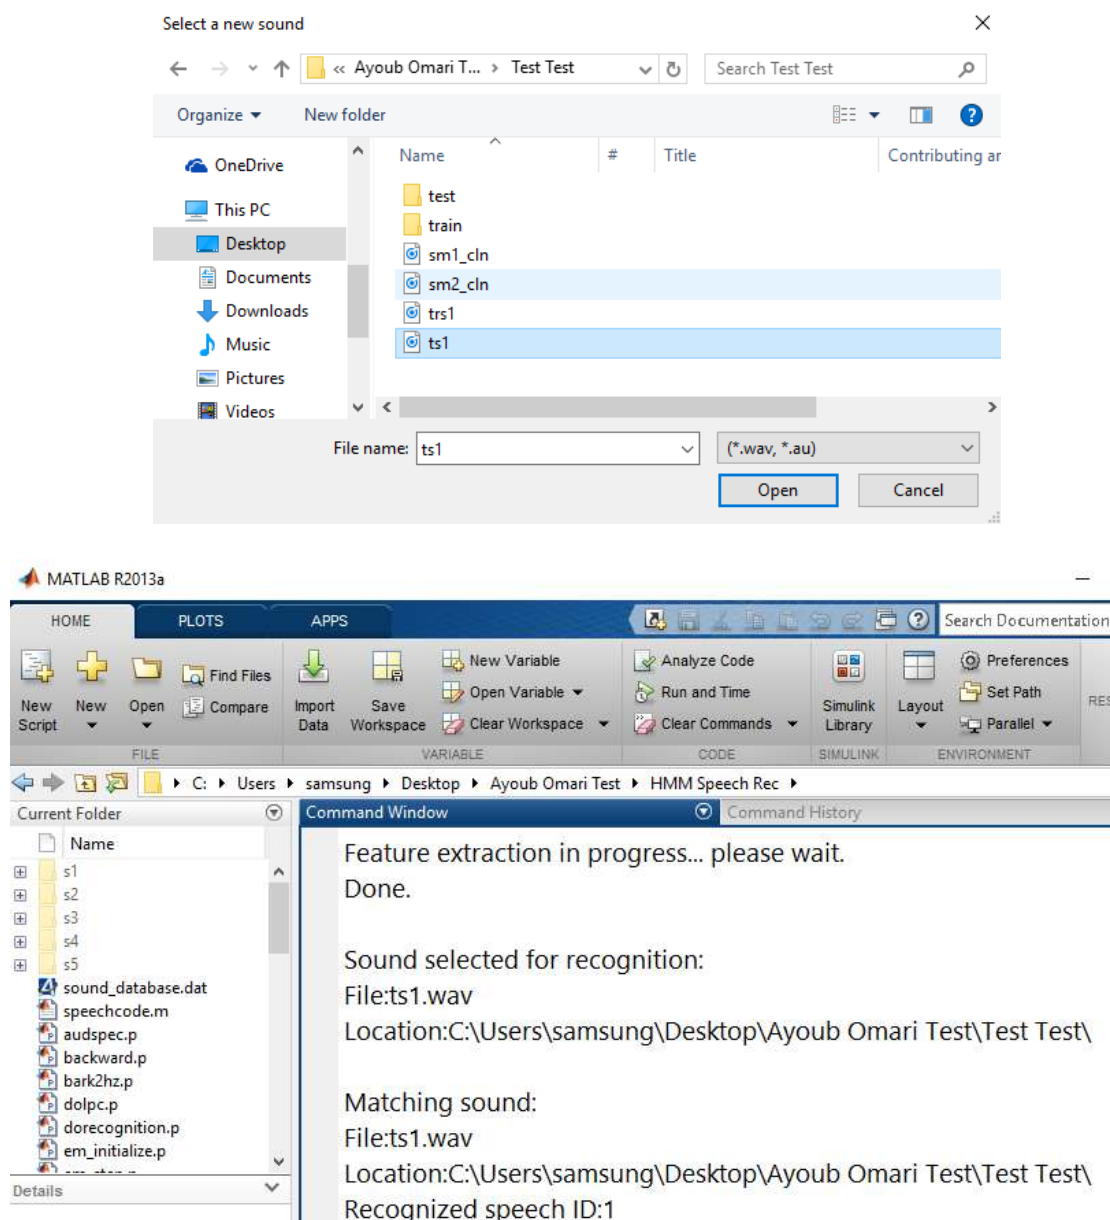 Select a new sound
« Ayoub Omari T... › Test Test
Search Test Test
Organize
New folder
?
OneDrive
This PC
Desktop
Documents
Downloads
Music
Pictures
Videos
Name
#
Title
Contributing ar
test
train
sm1_cln
sm2_cln
trs1
ts1
File name:
ts1
(*.wav, *.au)
Open
Cancel
MATLAB R2013a
HOME
PLOTS
APPS
?
Search Documentation
New Script
New
Open
Find Files
Compare
FILE
Import Data
Save Workspace
New Variable
Open Variable
Clear Workspace
VARIABLE
Analyze Code
Run and Time
Clear Commands
CODE
Simulink Library
SIMULINK
Layout
Preferences
Set Path
Parallel
ENVIRONMENT
RES
C: Users samsung Desktop Ayoub Omari Test HMM Speech Rec
Current Folder
Name
s1
s2
s3
s4
s5
sound_database.dat
speechcode.m
audspec.p
backward.p
bark2hz.p
dolpc.p
dorecognition.p
em_initialize.p
Details
Command Window
Command History
Feature extraction in progress... please wait.
Done.
Sound selected for recognition:
File:ts1.wav
Location:C:\Users\samsung\Desktop\Ayoub Omari Test\Test Test\
Matching sound:
File:ts1.wav
Location:C:\Users\samsung\Desktop\Ayoub Omari Test\Test Test\
Recognized speech ID:1